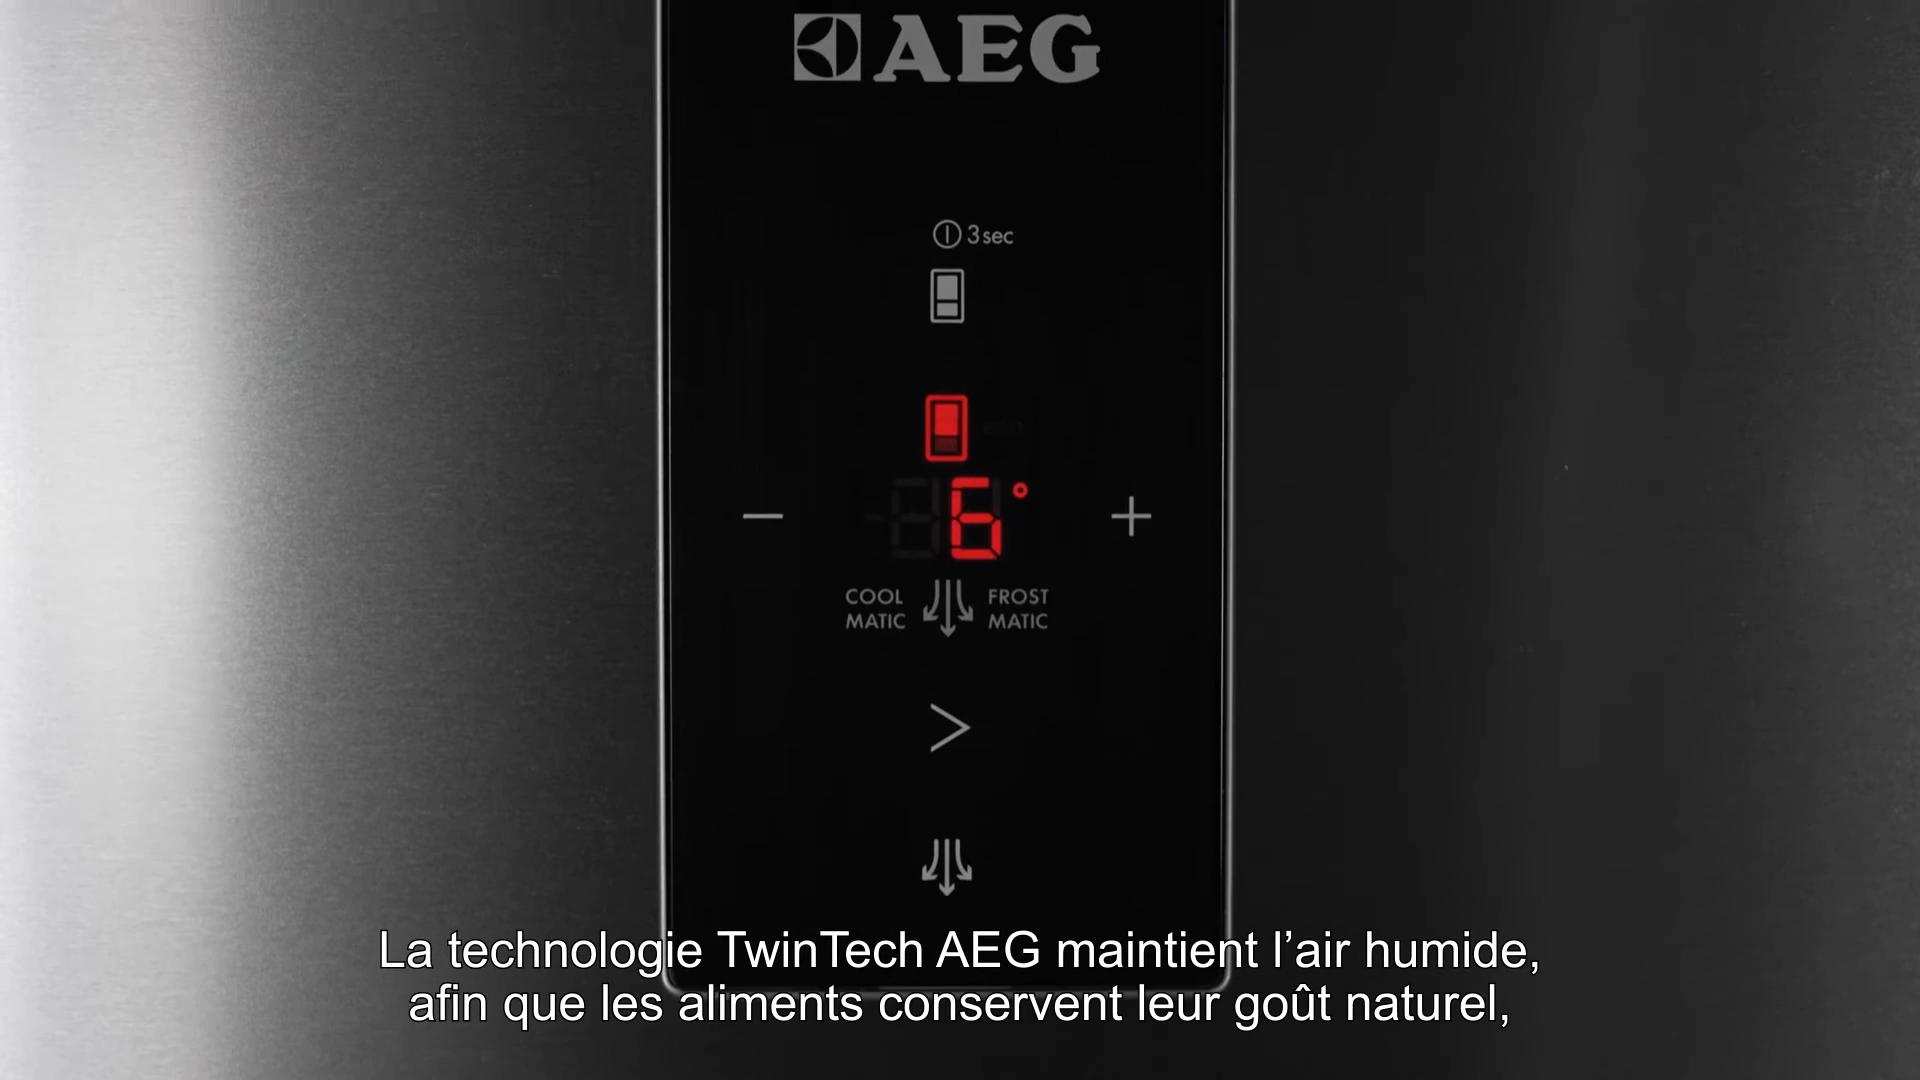 AEG
3sec
6°
COOL FROST
MATIC MATIC
La technologie TwinTech AEG maintient l’air humide,
afin que les aliments conservent leur goût naturel,